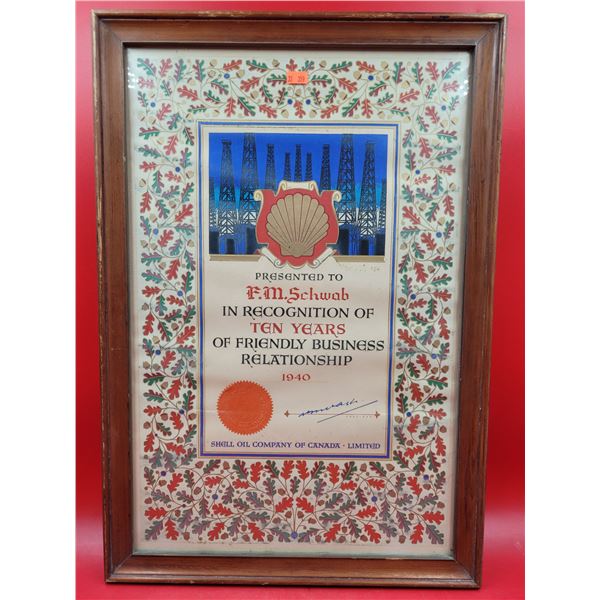 PRESENTED TO
F.M. Schwab
IN RECOGNITION OF
TEN YEARS
OF FRIENDLY BUSINESS
RELATIONSHIP
1940
SHELL OIL COMPANY OF CANADA · LIMITED